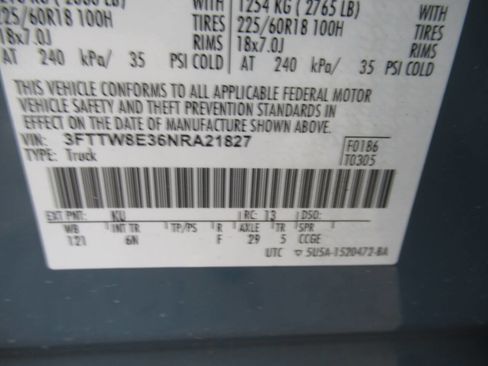 1254 KG ( 2765 LB)
WITH WITH
225/60R18 100H TIRES 225/60R18 100H TIRES
18x7.0J RIMS 18x7.0J RIMS
AT 240 kPa/ 35 PSI COLD AT 240 kPa/ 35 PSI COLD
THIS VEHICLE CONFORMS TO ALL APPLICABLE FEDERAL MOTOR
VEHICLE SAFETY AND THEFT PREVENTION STANDARDS IN
EFFECT ON THE DATE OF MANUFACTURE SHOWN ABOVE.
VIN: 3FTTW8E36NRA21827 F0186
TYPE: Truck T0305
EXT PNT: KU RC: 13 DSO:
WB INT TR TP/PS R AXLE TR SPR
121 6N F 29 5 CCGE
UTC ▽ 5U5A-1520472-BA